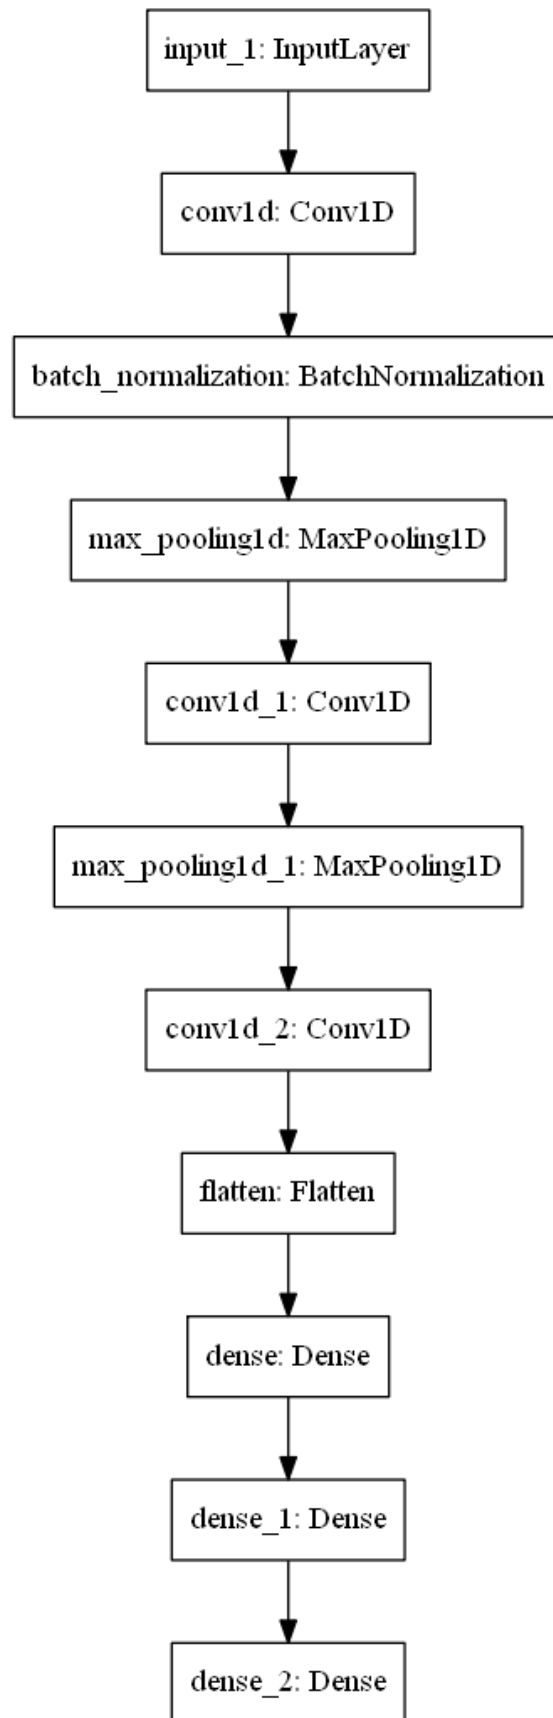 input_1: InputLayer
conv1d: Conv1D
batch_normalization: BatchNormalization
max_pooling1d: MaxPooling1D
conv1d_1: Conv1D
max_pooling1d_1: MaxPooling1D
conv1d_2: Conv1D
flatten: Flatten
dense: Dense
dense_1: Dense
dense_2: Dense